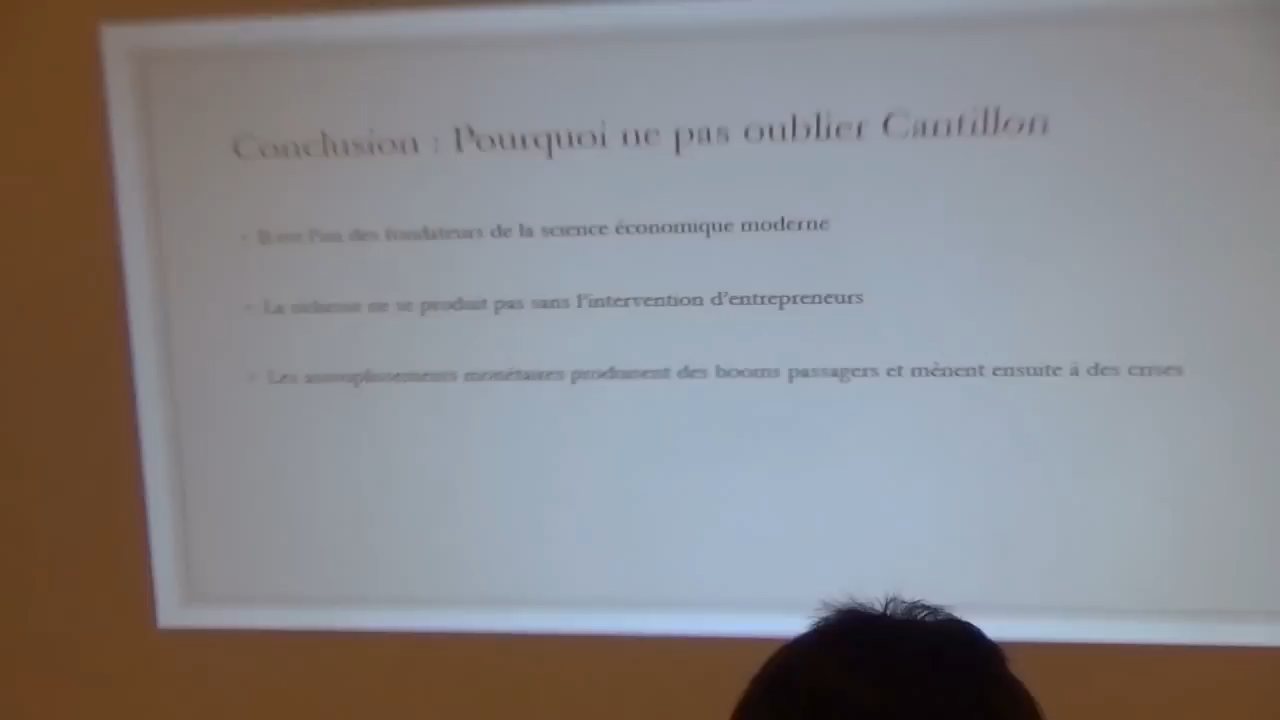 Conclusion : Pourquoi ne pas oublier Cantillon
Il est l'un des fondateurs de la science économique moderne
La richesse ne se produit pas sans l'intervention d'entrepreneurs
Les assouplissements monétaires produisent des booms passagers et mènent ensuite à des crises